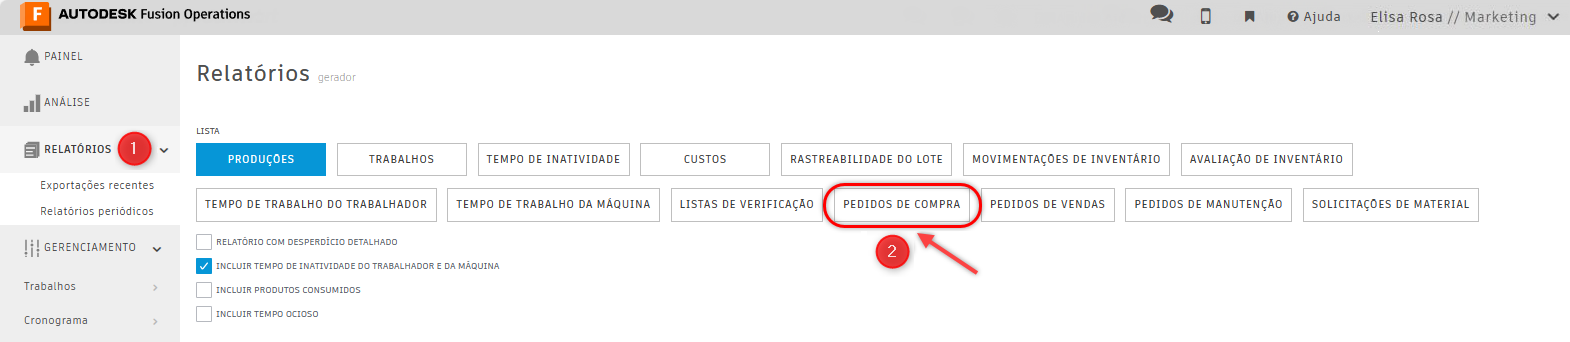 F AUTODESK Fusion Operations
Ajuda
Elisa Rosa // Marketing
PAINEL
ANÁLISE
RELATÓRIOS
1
Exportações recentes
Relatórios periódicos
GERENCIAMENTO
Trabalhos
Cronograma
Relatórios gerador
LISTA
PRODUÇÕES
TRABALHOS
TEMPO DE INATIVIDADE
CUSTOS
RASTREABILIDADE DO LOTE
MOVIMENTAÇÕES DE INVENTÁRIO
AVALIAÇÃO DE INVENTÁRIO
TEMPO DE TRABALHO DO TRABALHADOR
TEMPO DE TRABALHO DA MÁQUINA
LISTAS DE VERIFICAÇÃO
PEDIDOS DE COMPRA
PEDIDOS DE VENDAS
PEDIDOS DE MANUTENÇÃO
SOLICITAÇÕES DE MATERIAL
2
RELATÓRIO COM DESPERDÍCIO DETALHADO
INCLUIR TEMPO DE INATIVIDADE DO TRABALHADOR E DA MÁQUINA
INCLUIR PRODUTOS CONSUMIDOS
INCLUIR TEMPO OCIOSO